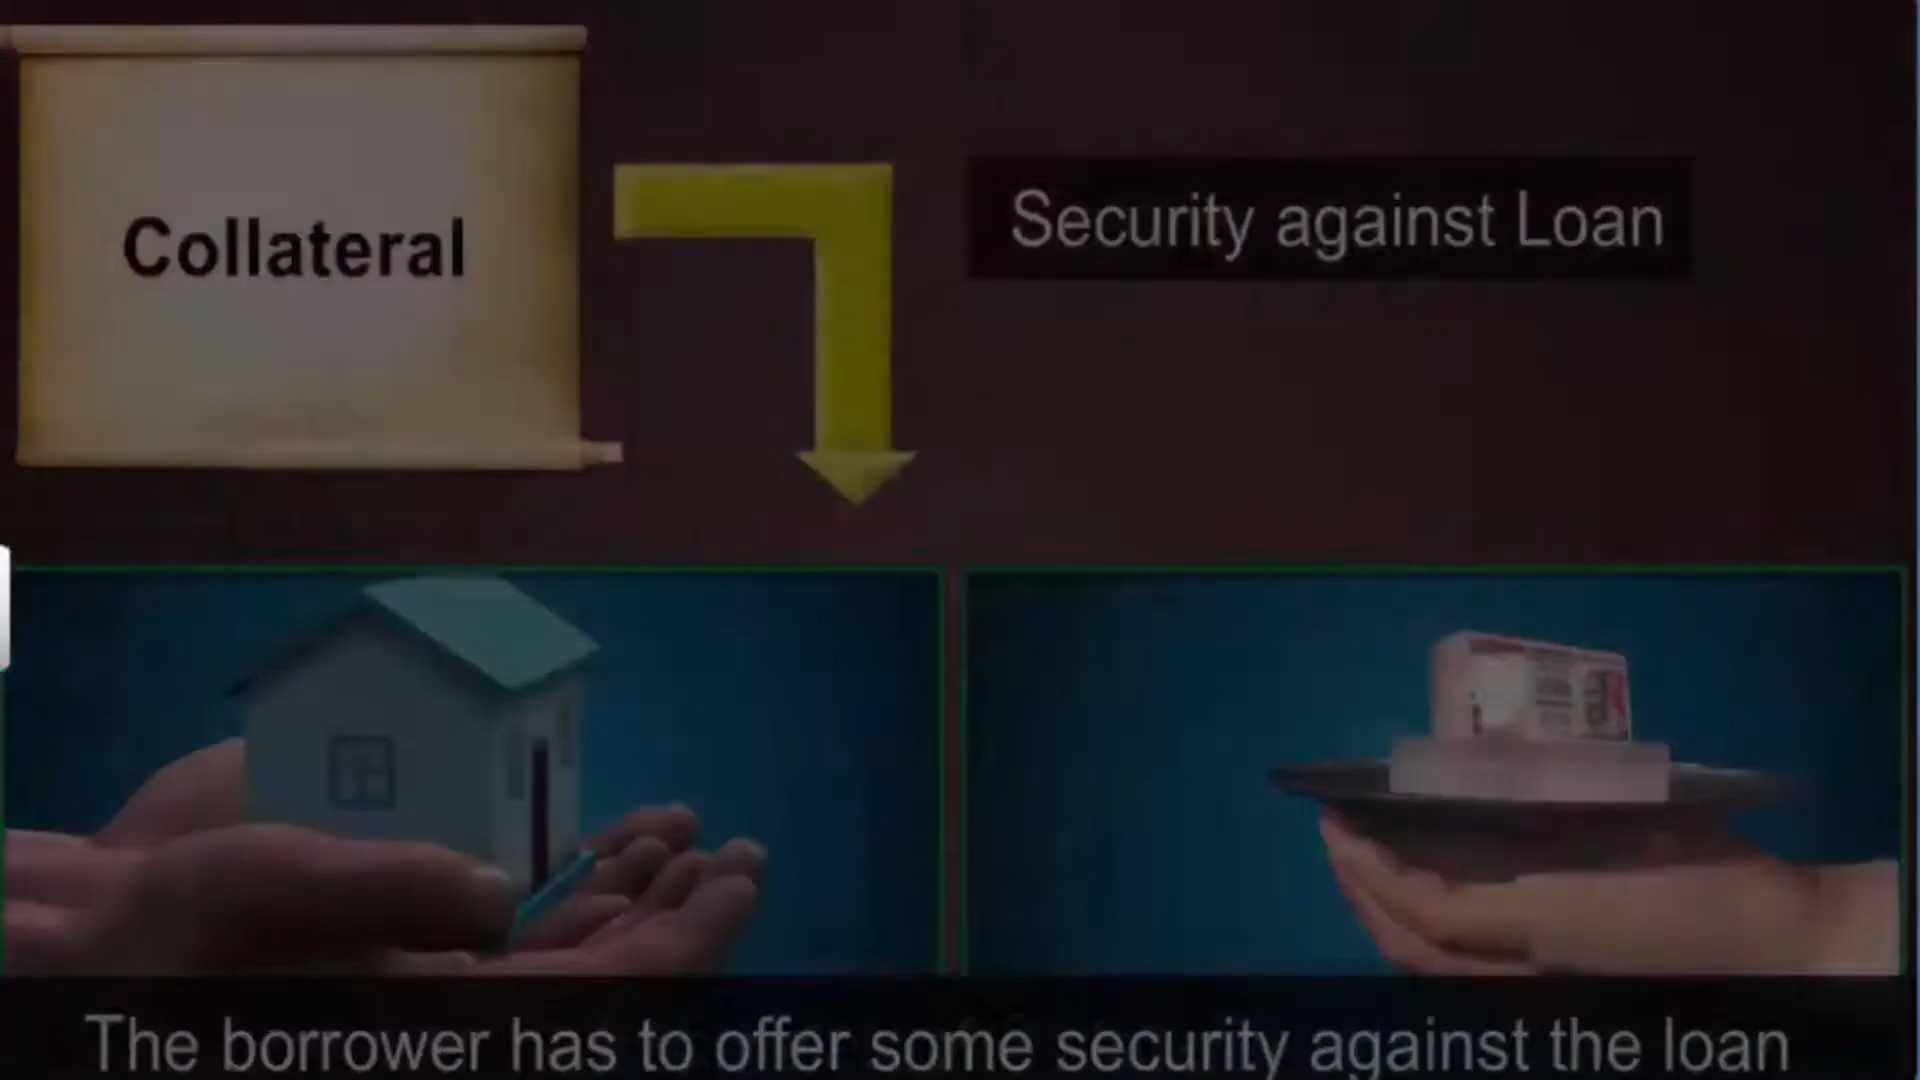 Collateral
Security against Loan
The borrower has to offer some security against the loan